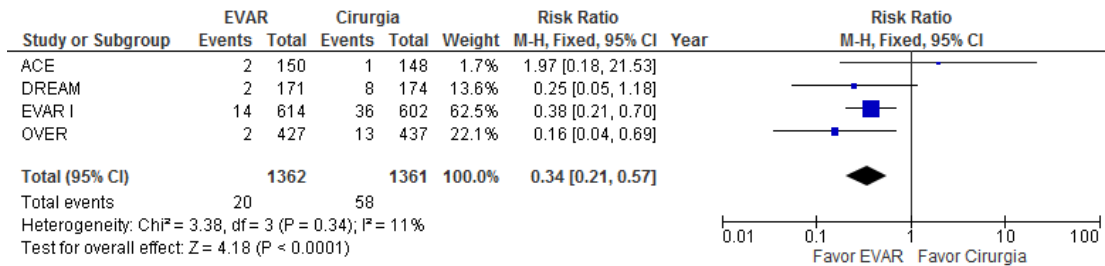 EVAR Cirurgia Risk Ratio Risk Ratio
Study or Subgroup Events Total Events Total Weight M-H, Fixed, 95% CI Year M-H, Fixed, 95% CI
ACE 2 150 1 148 1.7% 1.97 [0.18, 21.53]
DREAM 2 171 8 174 13.6% 0.25 [0.05, 1.18]
EVAR I 14 614 36 602 62.5% 0.38 [0.21, 0.70]
OVER 2 427 13 437 22.1% 0.16 [0.04, 0.69]
Total (95% CI) 1362 1361 100.0% 0.34 [0.21, 0.57]
Total events 20 58
Heterogeneity: Chi² = 3.38, df = 3 (P = 0.34); I² = 11%
Test for overall effect: Z = 4.18 (P < 0.0001)
0.01 0.1 1 10 100
Favor EVAR Favor Cirurgia